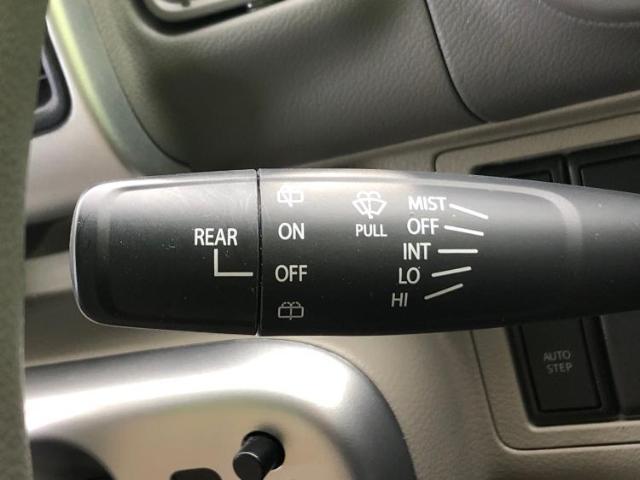 REAR
ON
OFF
PULL
MIST
OFF
INT
LO
HI
AUTO
STEP